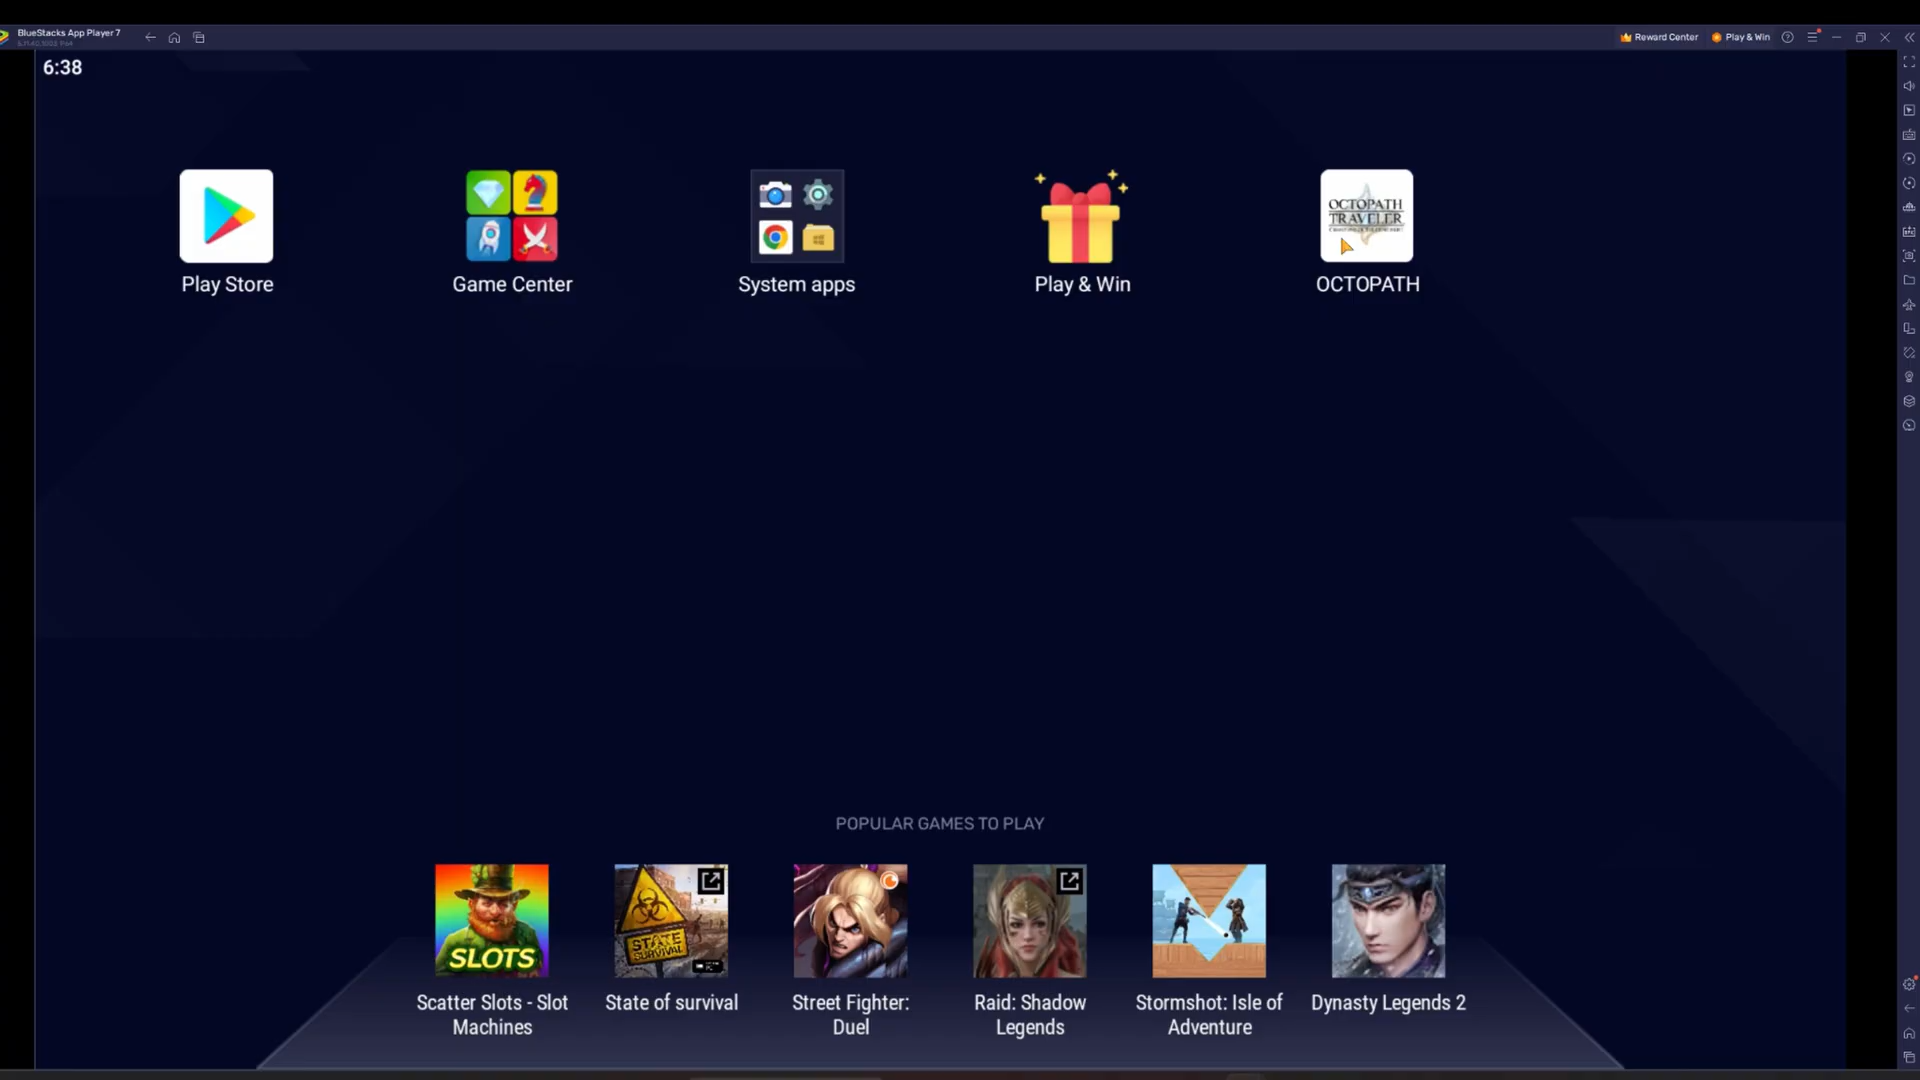 BlueStacks App Player 7
Reward Center
Play & Win
6:38
OCTOPATH
TRAVELER
Play Store
Game Center
System apps
Play & Win
OCTOPATH
POPULAR GAMES TO PLAY
SLOTS
STATE
SURVIVAL
Scatter Slots - Slot
Machines
State of survival
Street Fighter:
Duel
Raid: Shadow
Legends
Stormshot: Isle of
Adventure
Dynasty Legends 2